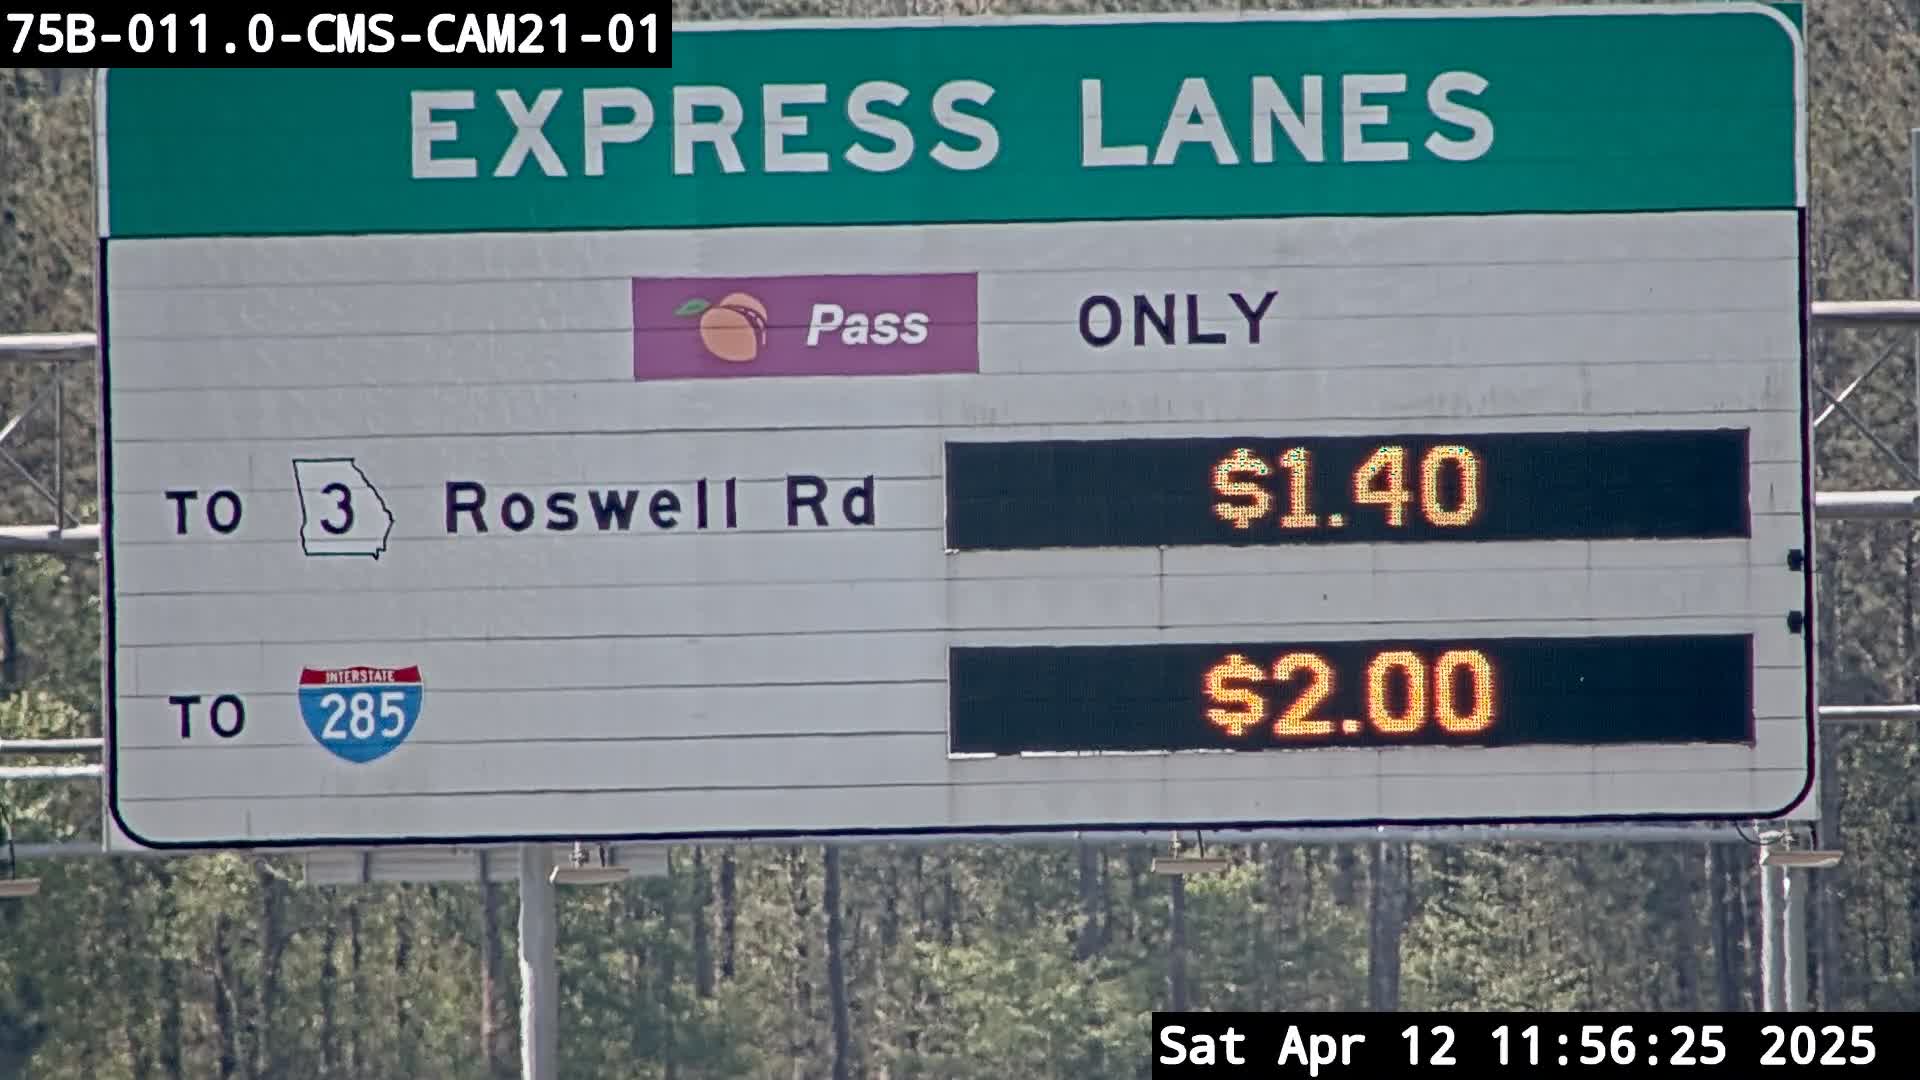 75B-011.0-CMS-CAM21-01
EXPRESS LANES
Pass ONLY
TO 3 Roswell Rd $1.40
INTERSTATE
TO 285 $2.00
Sat Apr 12 11:56:25 2025